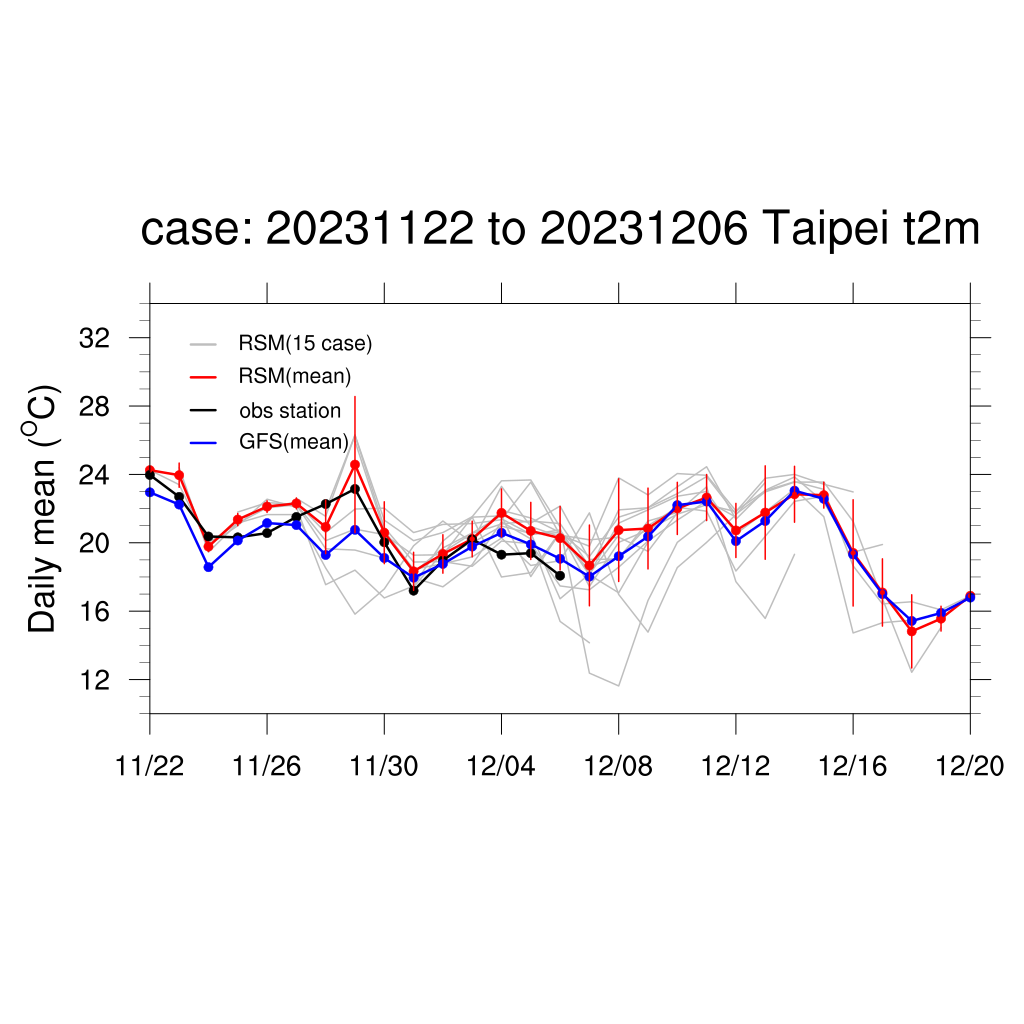 case: 20231122 to 20231206 Taipei t2m
Daily mean (°C)
32
28
24
20
16
12
RSM(15 case)
RSM(mean)
obs station
GFS(mean)
11/22 11/26 11/30 12/04 12/08 12/12 12/16 12/20